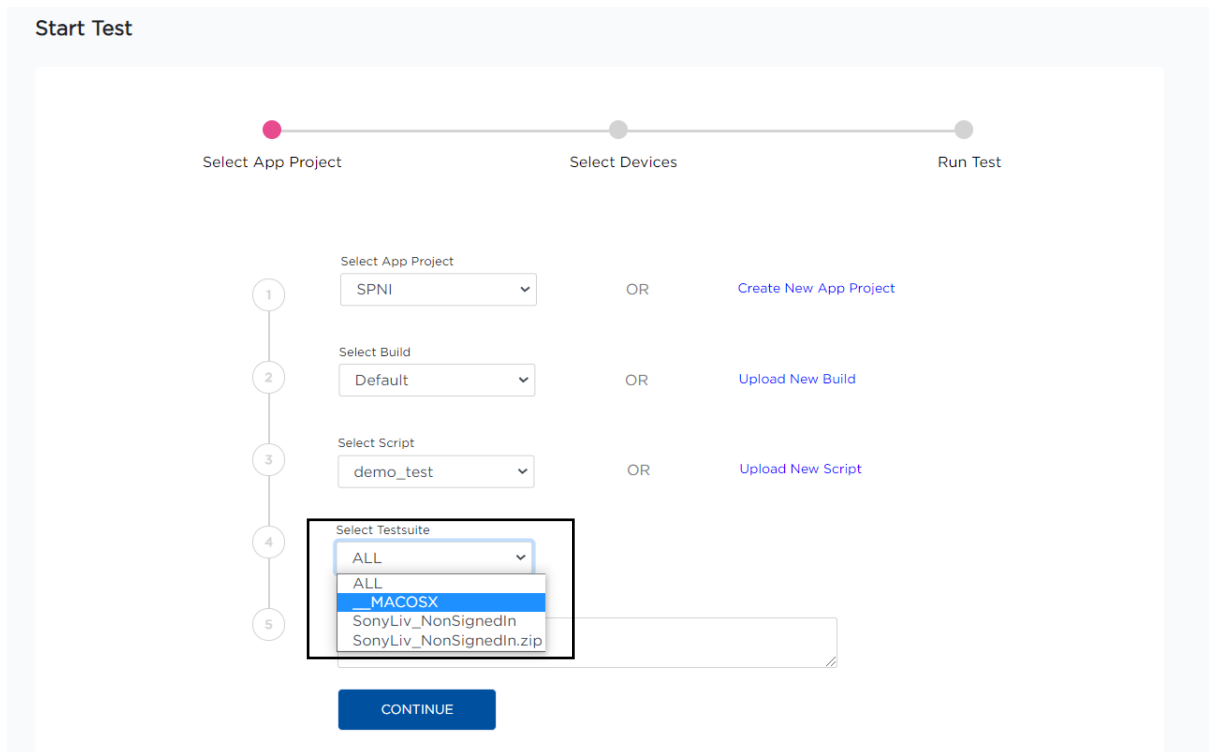 Start Test
Select App Project
Select Devices
Run Test
Select App Project
1
SPNI
OR
Create New App Project
Select Build
2
Default
OR
Upload New Build
Select Script
3
demo_test
OR
Upload New Script
Select Testsuite
4
ALL
ALL
__MACOSX
5
SonyLiv_NonSignedIn
SonyLiv_NonSignedIn.zip
CONTINUE